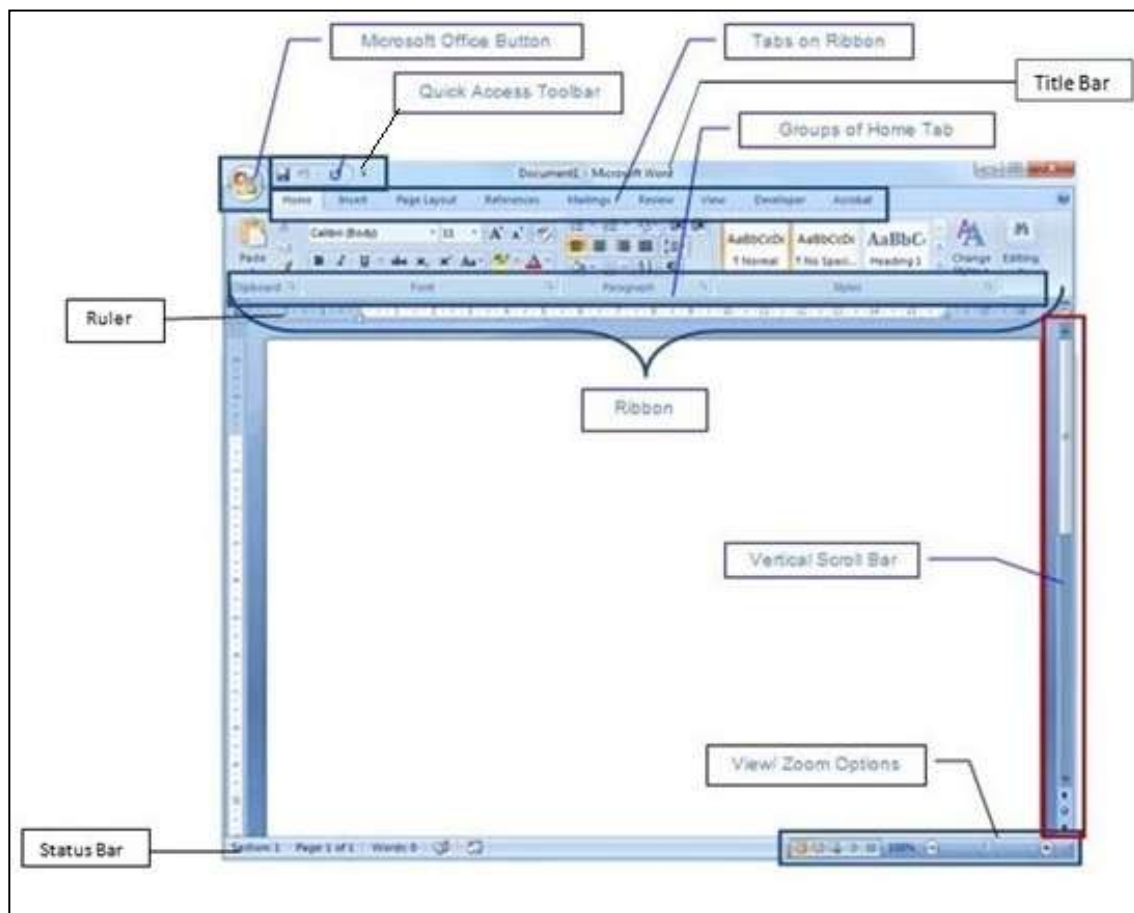 Microsoft Office Button
Tabs on Ribbon
Quick Access Toolbar
Title Bar
Groups of Home Tab
Document1 - Microsoft Word
Home Insert Page Layout References Mailings Review View Developer Acrobat
Calibri (Body) 11 AaBbCcDc AaBbCcDc AaBbC
Paste B I U abc x, x² Aa A ¶ Normal ¶ No Spaci... Heading 1 Change Editing
Clipboard Font Paragraph Styles
Ruler
Ribbon
Vertical Scroll Bar
View/ Zoom Options
Status Bar
Section: 1 Page 1 of 1 Words: 0 100%